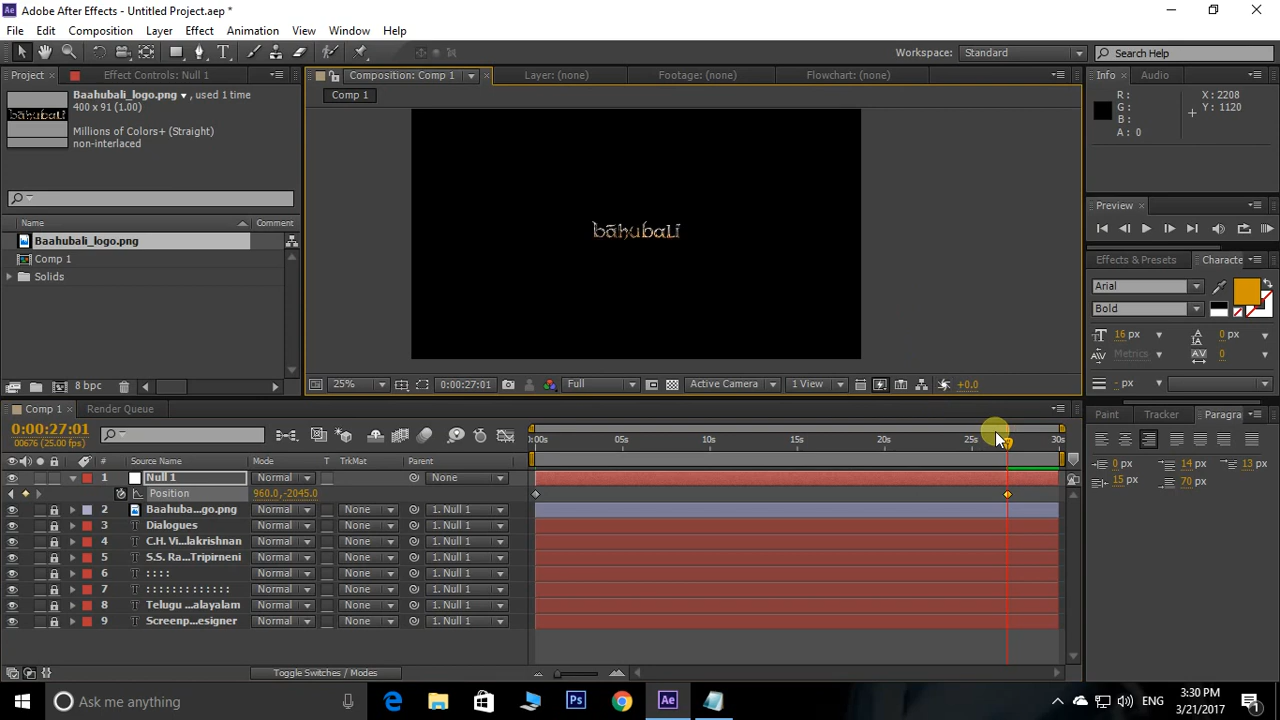 Adobe After Effects - Untitled Project.aep *
File Edit Composition Layer Effect Animation View Window Help
Workspace: Standard Search Help
Project Effect Controls: Null 1 Composition: Comp 1 Layer: (none) Footage: (none) Flowchart: (none) Info Audio
Baahubali_logo.png , used 1 time
400 x 91 (1.00)
Millions of Colors+ (Straight)
non-interlaced
Comp 1
R: X: 2208
G: Y: 1120
B:
A: 0
bāhubali
Preview
Name Comment
Baahubali_logo.png
Comp 1
Solids
Effects & Presets Characte
Arial
Bold
16 px 0 px
Metrics 0
- px
8 bpc
25% 0:00:27:01 Full Active Camera 1 View +0.0
Comp 1 Render Queue
Paint Tracker Paragra
0:00:27:01
00676 (25.00 fps)
0:00s 05s 10s 15s 20s 25s 30s
# Source Name Mode T TrkMat Parent
1 Null 1 Normal None
Position 960.0,-2045.0
2 Baahuba...go.png Normal None 1. Null 1
3 Dialogues Normal None 1. Null 1
4 C.H. Vi...lakrishnan Normal None 1. Null 1
5 S.S. Ra...Tripirneni Normal None 1. Null 1
6 :::: Normal None 1. Null 1
7 :::::::::::::: Normal None 1. Null 1
8 Telugu ...alayalam Normal None 1. Null 1
9 Screenp...esigner Normal None 1. Null 1
0 px 14 px 13 px
15 px 70 px
Toggle Switches / Modes
Ask me anything
ENG 3:30 PM
3/21/2017